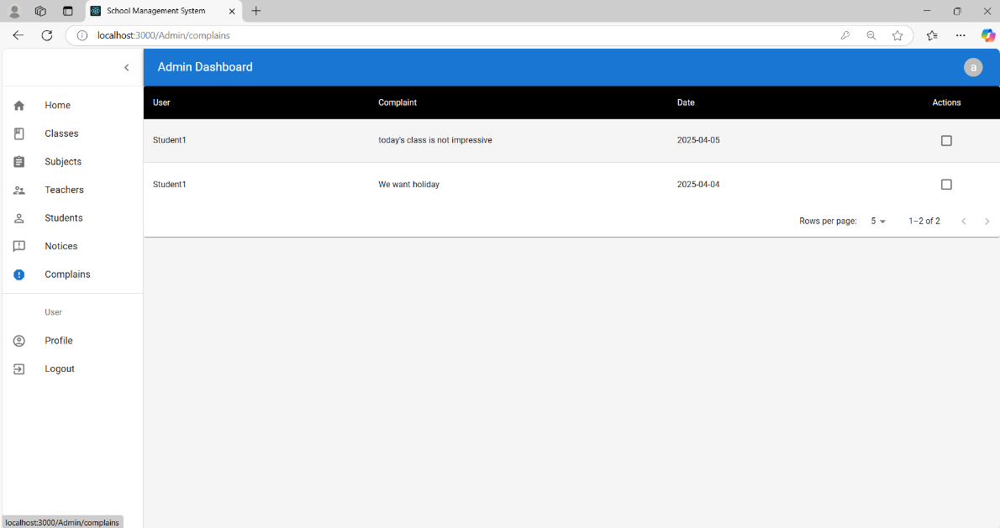 School Management System
localhost:3000/Admin/complains
Admin Dashboard
a
User Complaint Date Actions
Student1 today's class is not impressive 2025-04-05
Student1 We want holiday 2025-04-04
Rows per page: 5 1–2 of 2
Home
Classes
Subjects
Teachers
Students
Notices
Complains
User
Profile
Logout
localhost:3000/Admin/complains